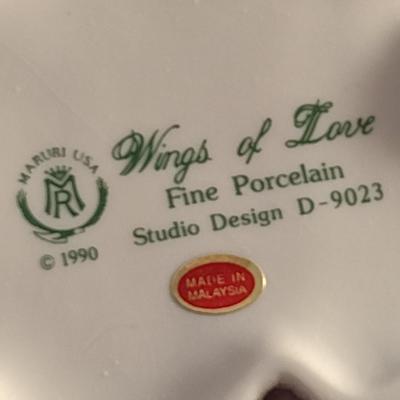 Wings of Love
MARURI USA
MR
Fine Porcelain
Studio Design D-9023
© 1990
MADE IN
MALAYSIA